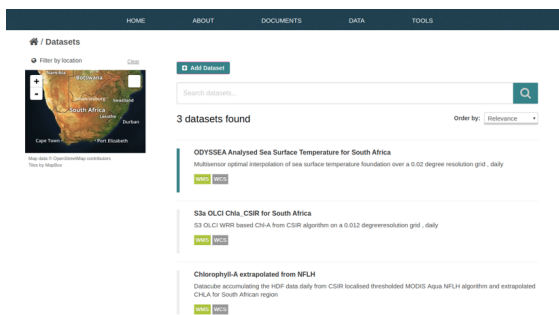 HOME ABOUT DOCUMENTS DATA TOOLS
/ Datasets
Filter by location Clear
+
-
Namibia
Botswana
Johannesburg
Swaziland
South Africa
Lesotho
Durban
Cape Town
Port Elizabeth
Map data © OpenStreetMap contributors
Tiles by MapBox
Add Dataset
Search datasets...
3 datasets found
Order by: Relevance
ODYSSEA Analysed Sea Surface Temperature for South Africa
Multisensor optimal interpolation of sea surface temperature foundation over a 0.02 degree resolution grid , daily
WMS WCS
S3a OLCI Chla_CSIR for South Africa
S3 OLCI WRR based Chl-A from CSIR algorithm on a 0.012 degreeresolution grid , daily
WMS WCS
Chlorophyll-A extrapolated from NFLH
Datacube accumulating the HDF data daily from CSIR localised thresholded MODIS Aqua NFLH algorithm and extrapolated
CHLA for South African region
WMS WCS